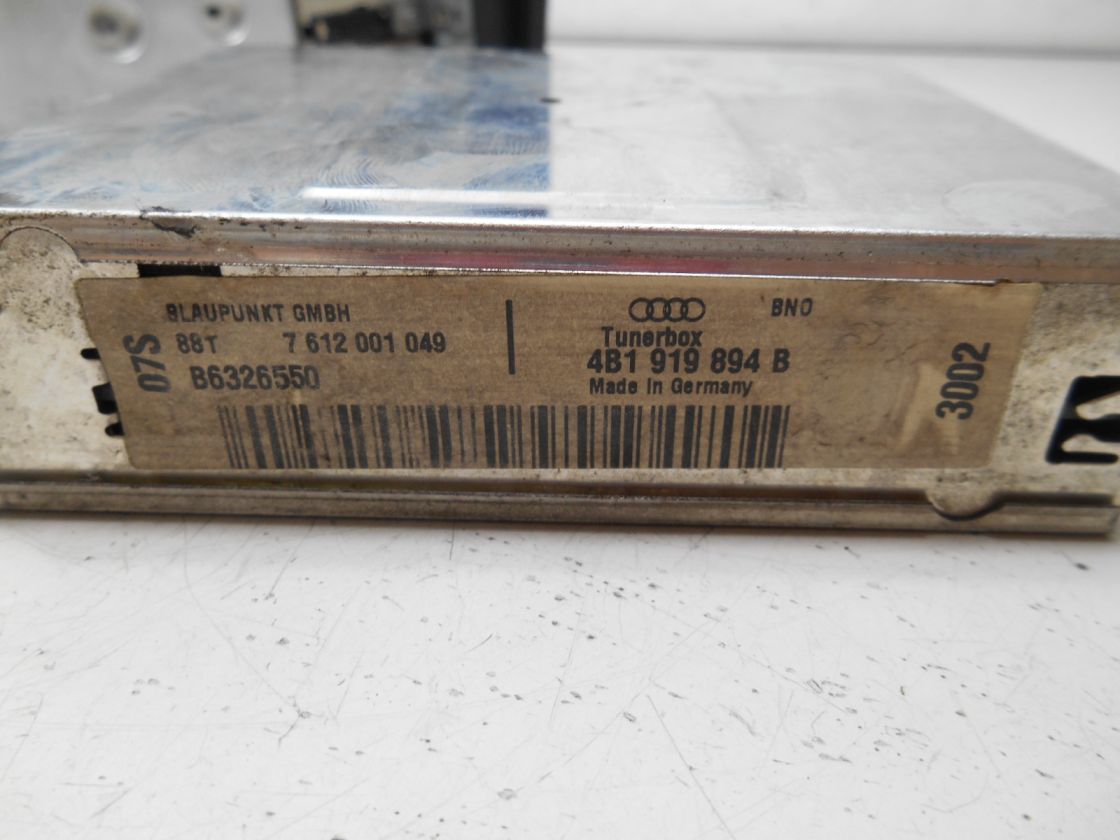 07S
BLAUPUNKT GMBH
88T 7 612 001 049
B6326550
BNO
Tunerbox
4B1 919 894 B
Made in Germany
3002